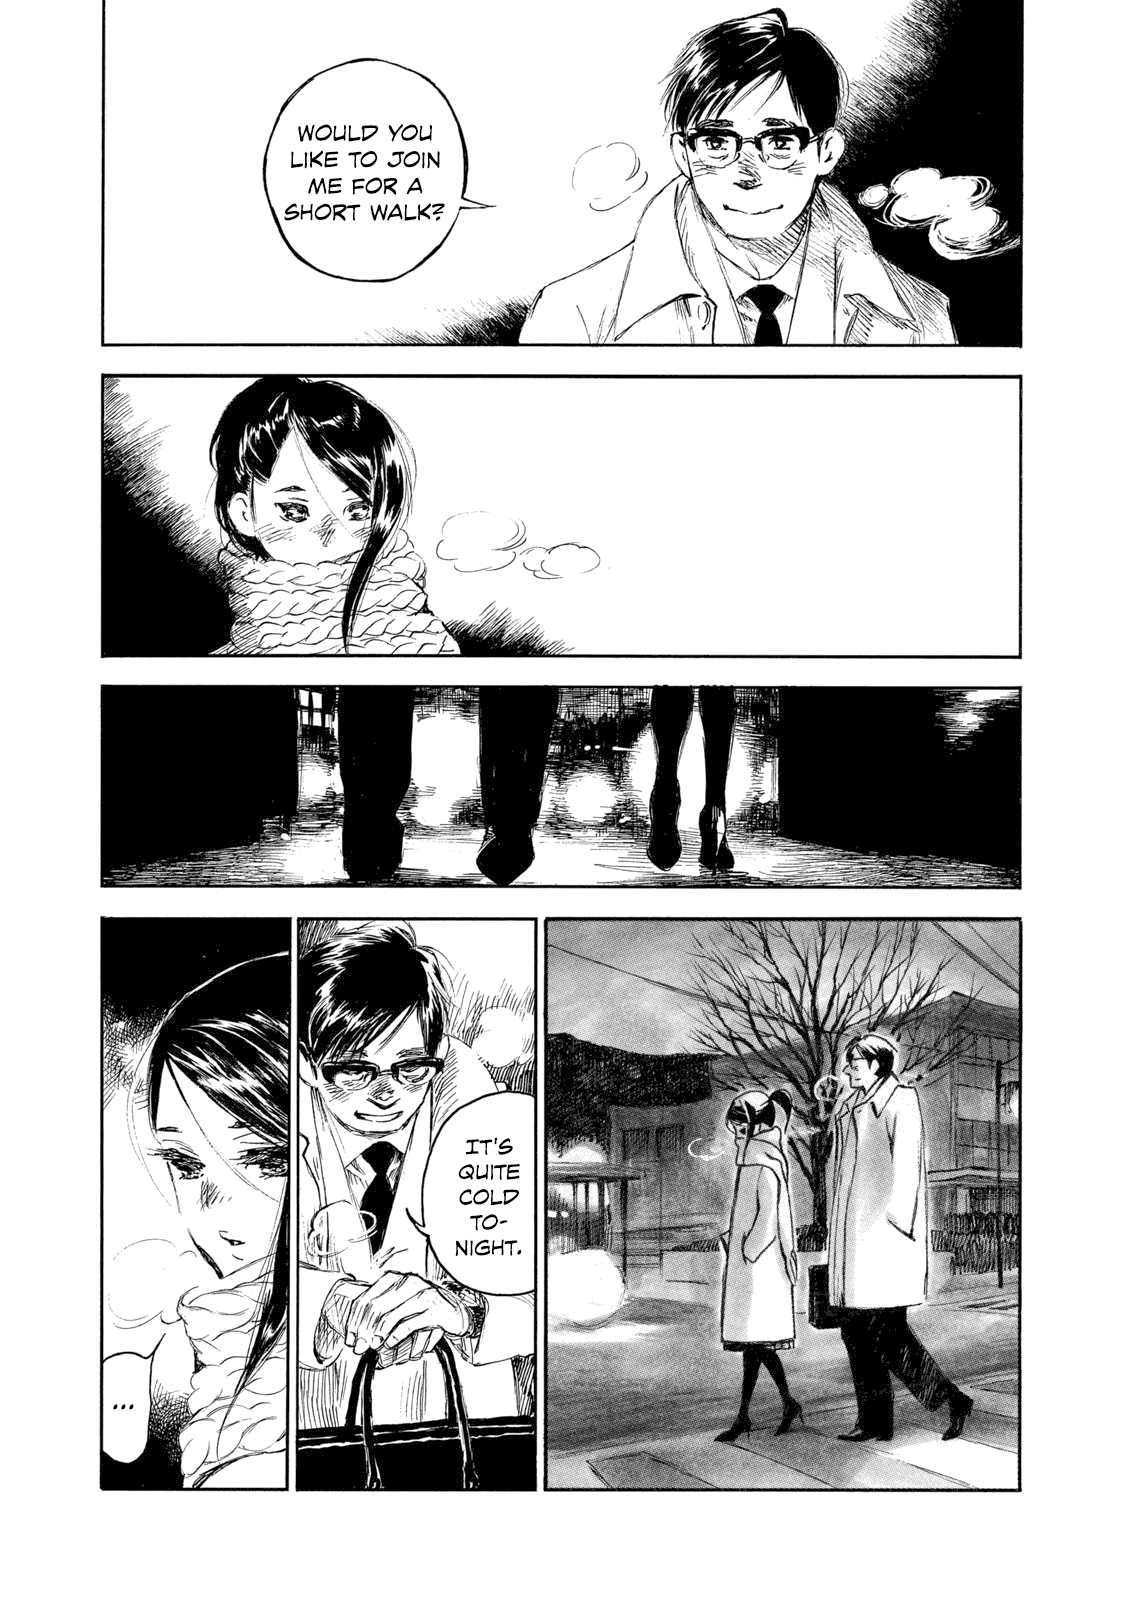 WOULD YOU
LIKE TO JOIN
ME FOR A
SHORT WALK?
IT'S
QUITE
COLD
TO-
NIGHT.
...